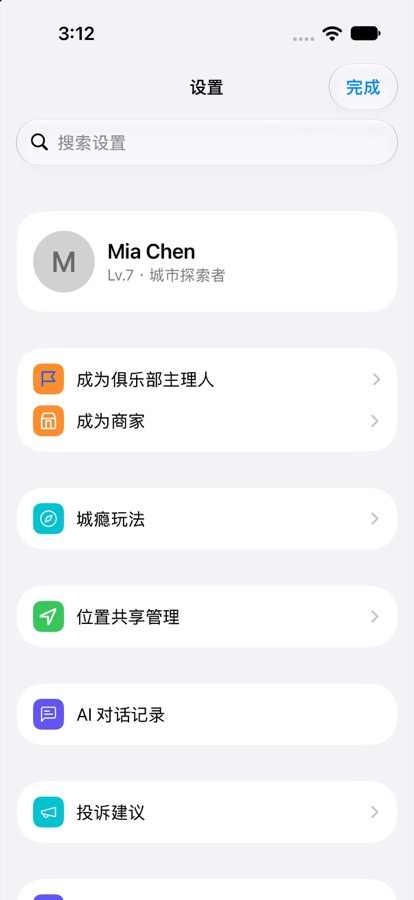 3:12
设置
完成
搜索设置
M
Mia Chen
Lv.7 · 城市探索者
成为俱乐部主理人
成为商家
城瘾玩法
位置共享管理
AI 对话记录
投诉建议